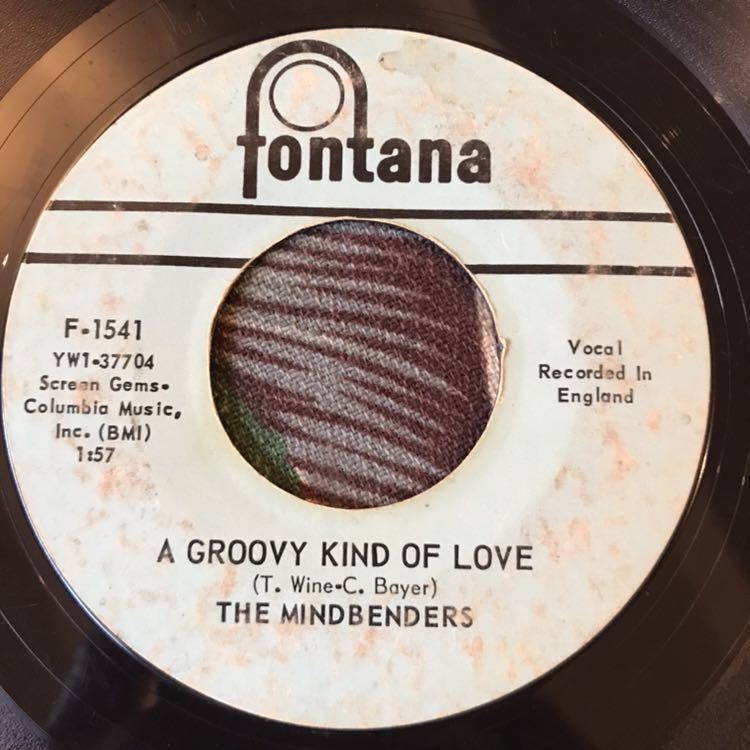 fontana
F-1541
YW1-37704
Screen Gems-
Columbia Music,
Inc. (BMI)
1:57
Vocal
Recorded In
England
A GROOVY KIND OF LOVE
(T. Wine-C. Bayer)
THE MINDBENDERS